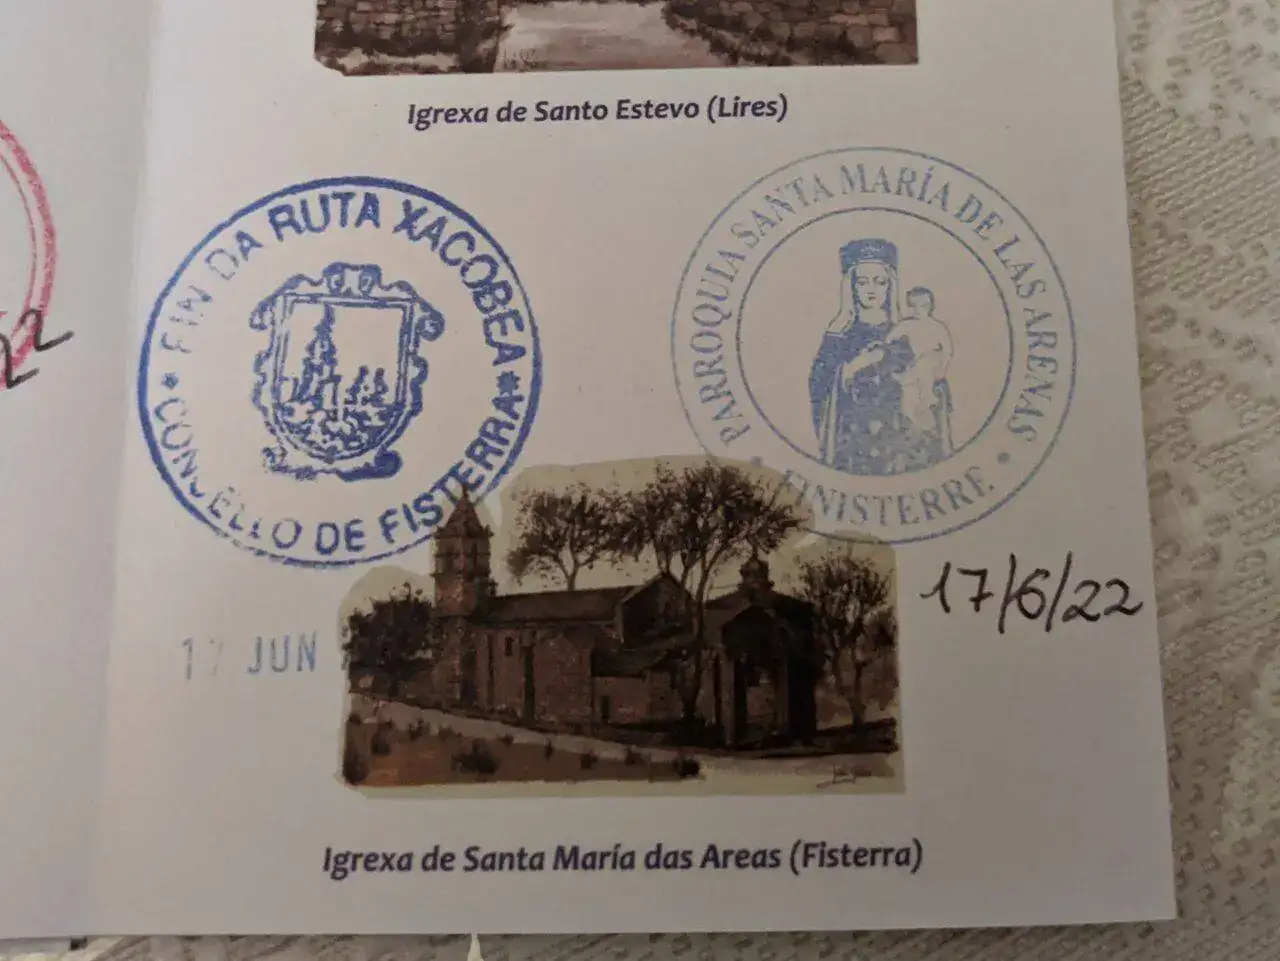 Igrexa de Santo Estevo (Lires)
FIN DA RUTA XACOBEA
* CONCELLO DE FISTERRA *
PARROQUIA SANTA MARÍA DE LAS ARENAS
• FINISTERRE •
22
17/6/22
17 JUN
Igrexa de Santa María das Areas (Fisterra)